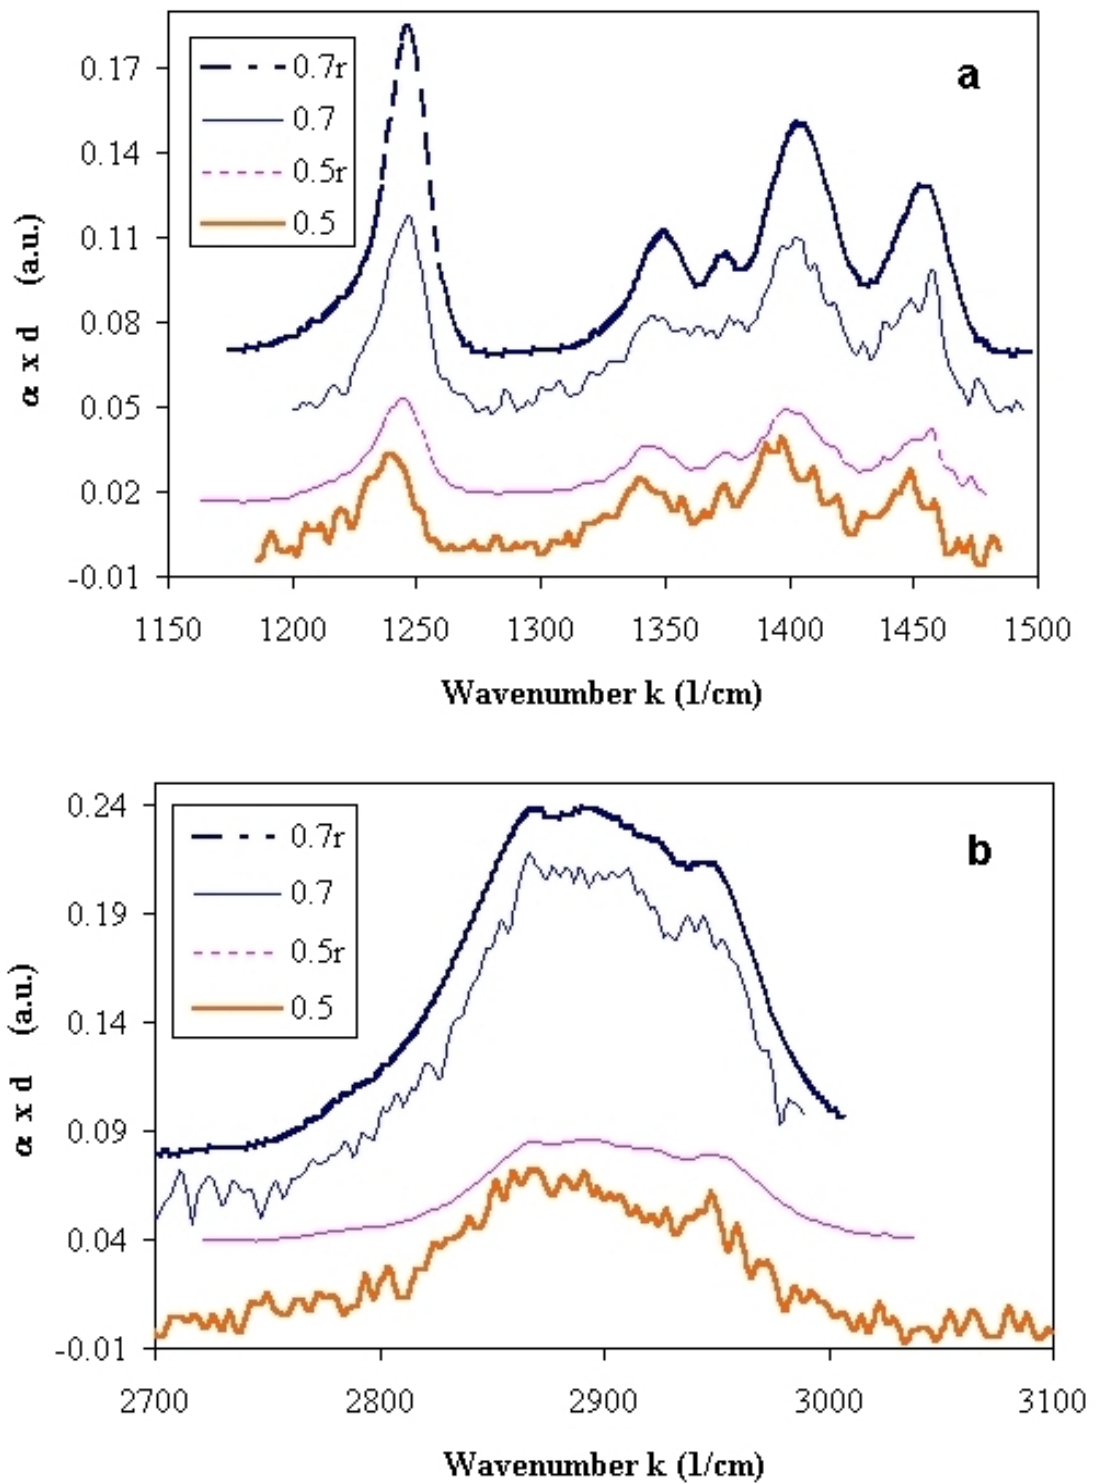 a
0.7r
0.7
0.5r
0.5
0.17
0.14
0.11
0.08
0.05
0.02
-0.01
α x d (a.u.)
1150 1200 1250 1300 1350 1400 1450 1500
Wavenumber k (1/cm)
b
0.7r
0.7
0.5r
0.5
0.24
0.19
0.14
0.09
0.04
-0.01
α x d (a.u.)
2700 2800 2900 3000 3100
Wavenumber k (1/cm)